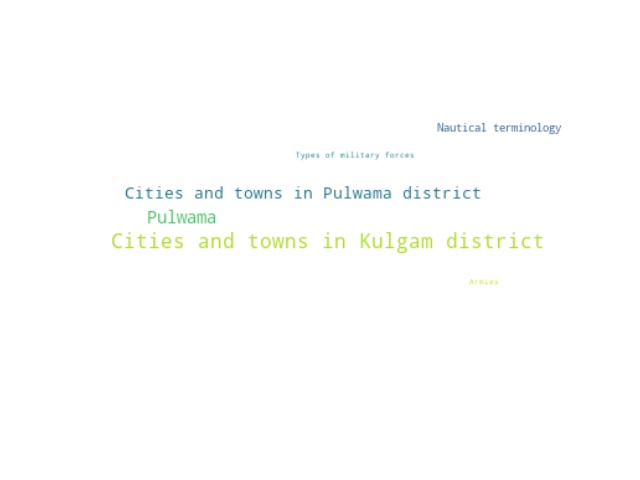 Nautical terminology
Types of military forces
Cities and towns in Pulwama district
Pulwama
Cities and towns in Kulgam district
Armies